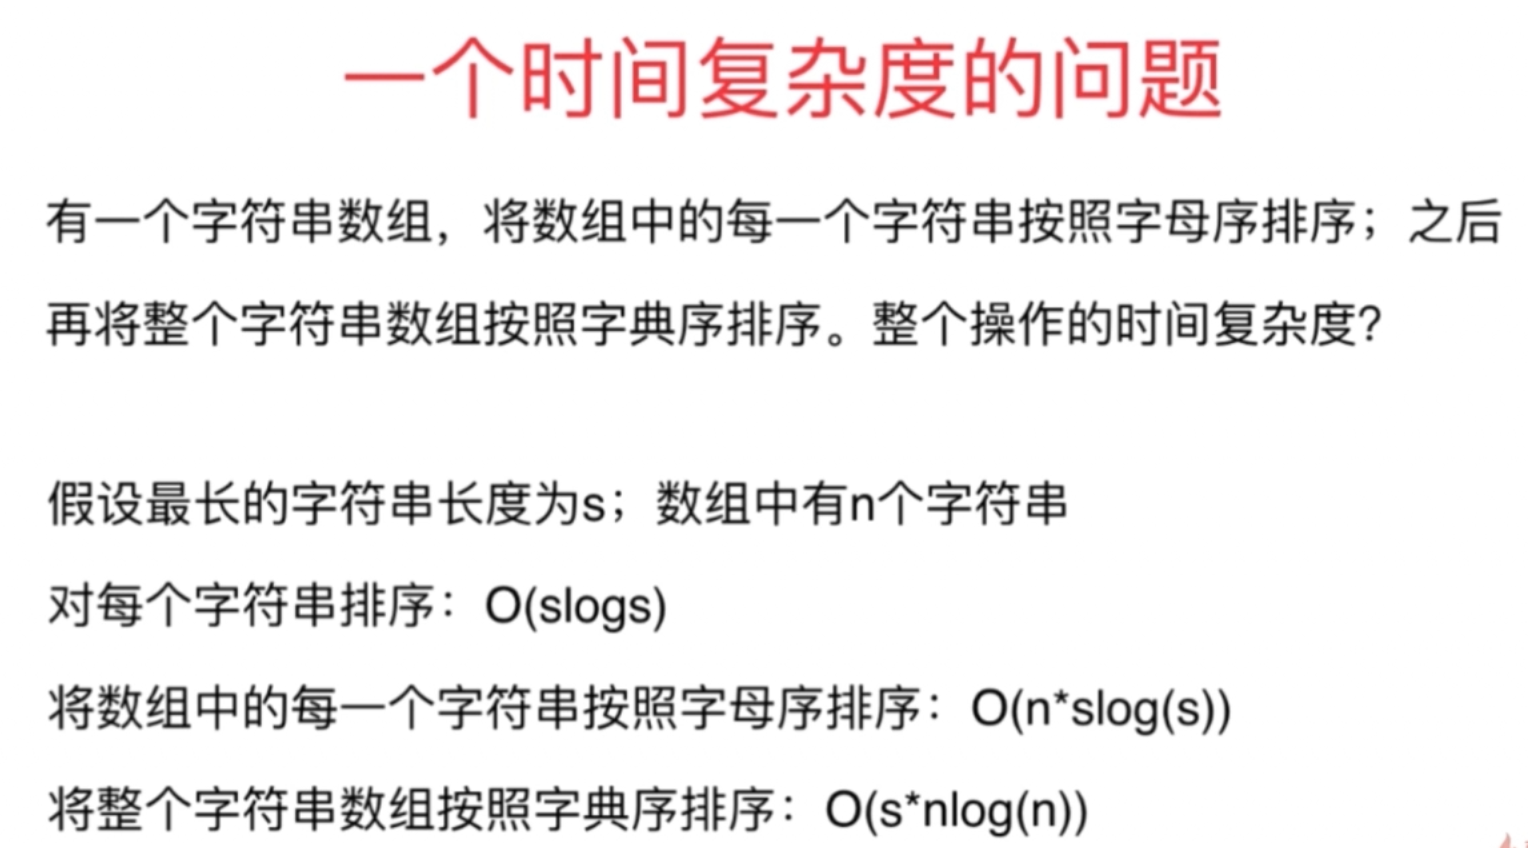 一个时间复杂度的问题
有一个字符串数组，将数组中的每一个字符串按照字母序排序；之后
再将整个字符串数组按照字典序排序。整个操作的时间复杂度?
假设最长的字符串长度为s；数组中有n个字符串
对每个字符串排序：O(slogs)
将数组中的每一个字符串按照字母序排序：O(n*slog(s))
将整个字符串数组按照字典序排序：O(s*nlog(n))